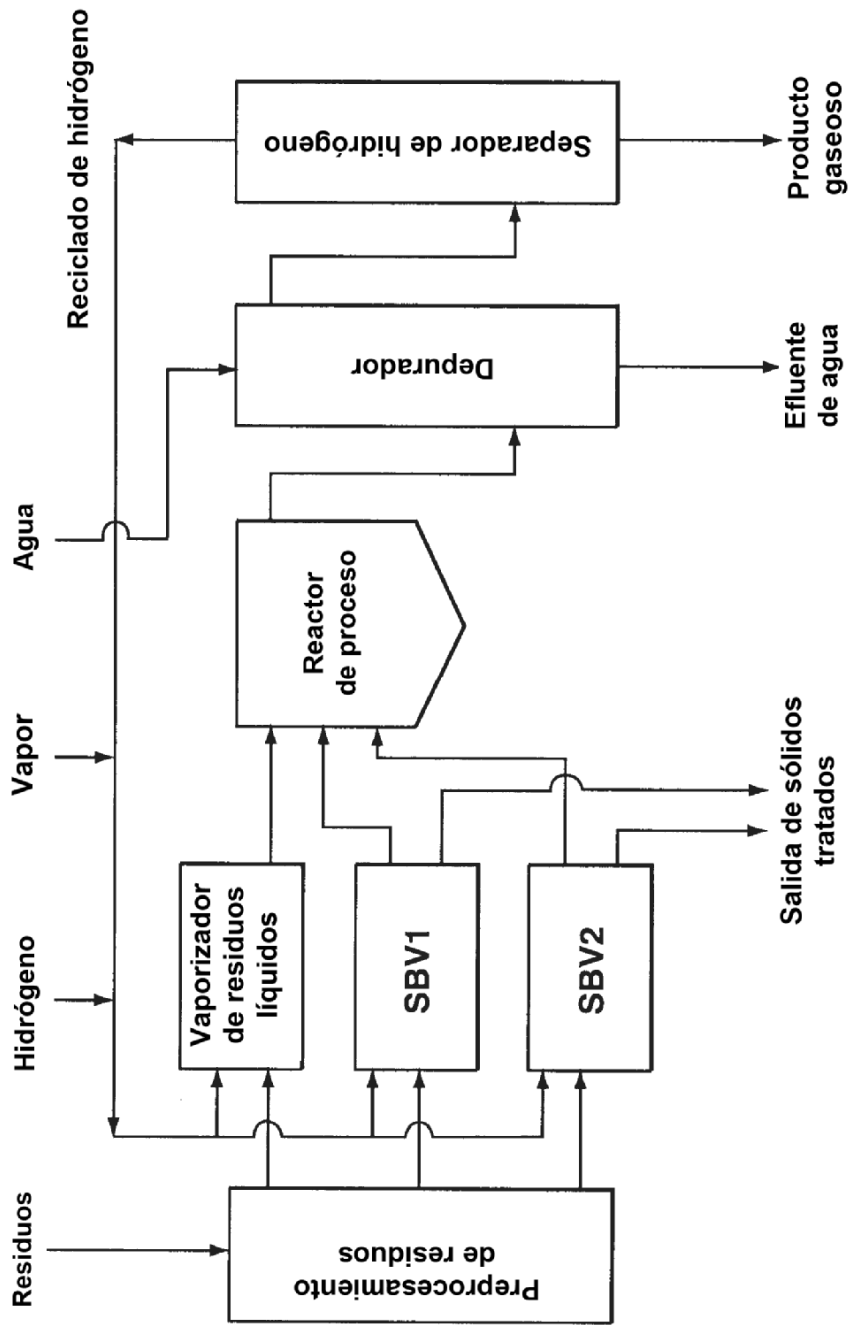 Residuos
Hidrógeno
Vapor
Agua
Reciclado de hidrógeno
Preprocesamiento
de residuos
Vaporizador
de residuos
líquidos
SBV1
SBV2
Reactor
de proceso
Depurador
Separador de hidrógeno
Salida de sólidos
tratados
Efluente
de agua
Producto
gaseoso